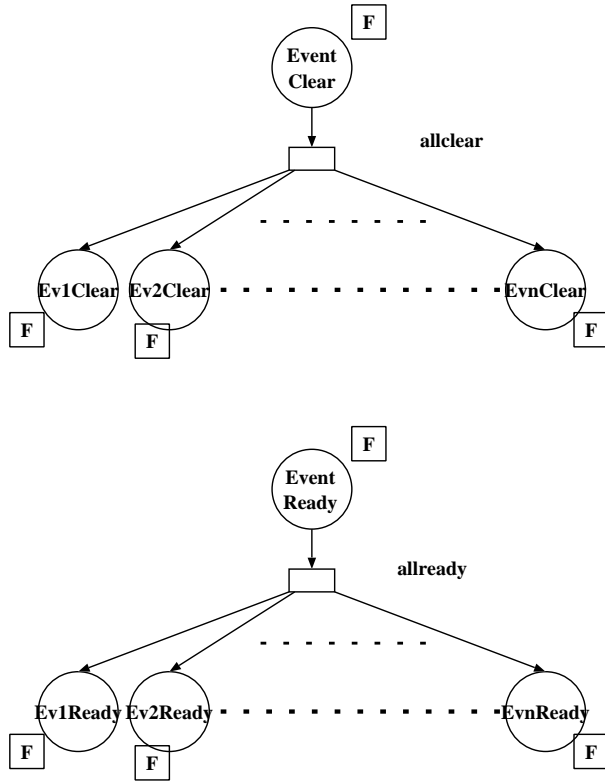 F
Event
Clear
allclear
Ev1Clear Ev2Clear EvnClear
F F F
F
Event
Ready
allready
Ev1Ready Ev2Ready EvnReady
F F F